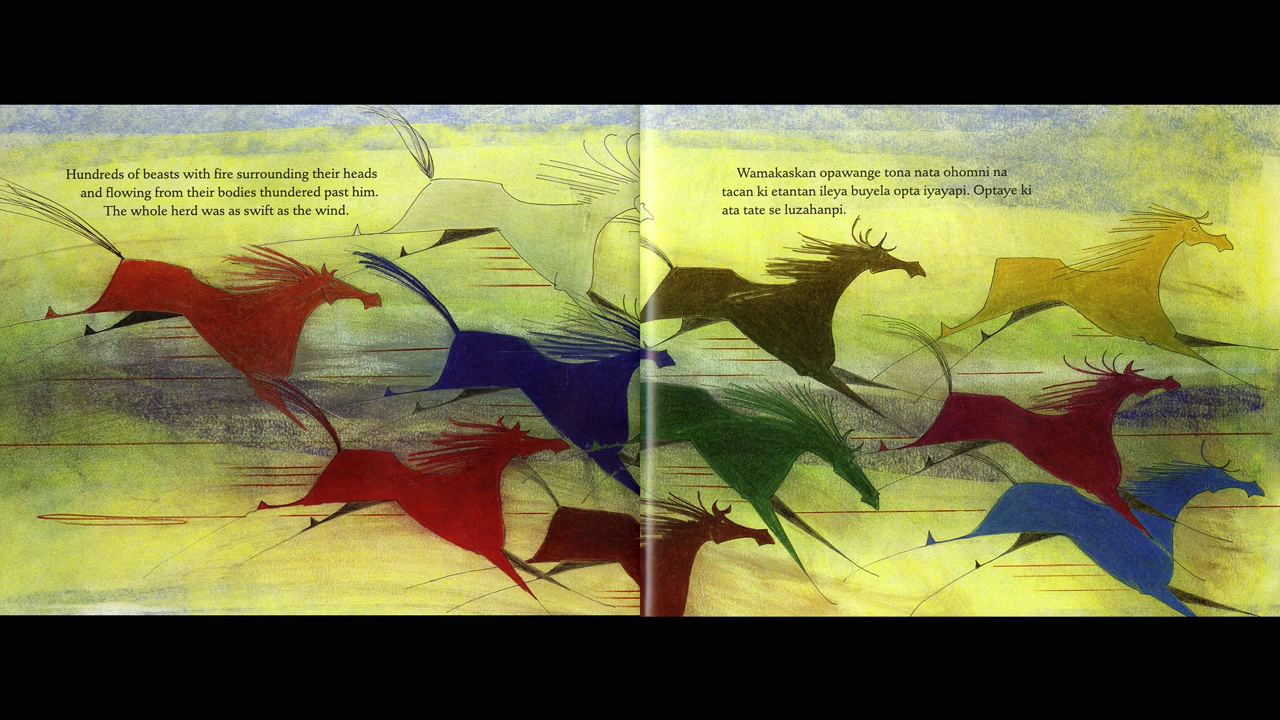 Hundreds of beasts with fire surrounding their heads
and flowing from their bodies thundered past him.
The whole herd was as swift as the wind.
Wamakaskan opawange tona nata ohomni na
tacan ki etantan ileya buyela opta iyayapi. Optaye ki
ata tate se luzahanpi.